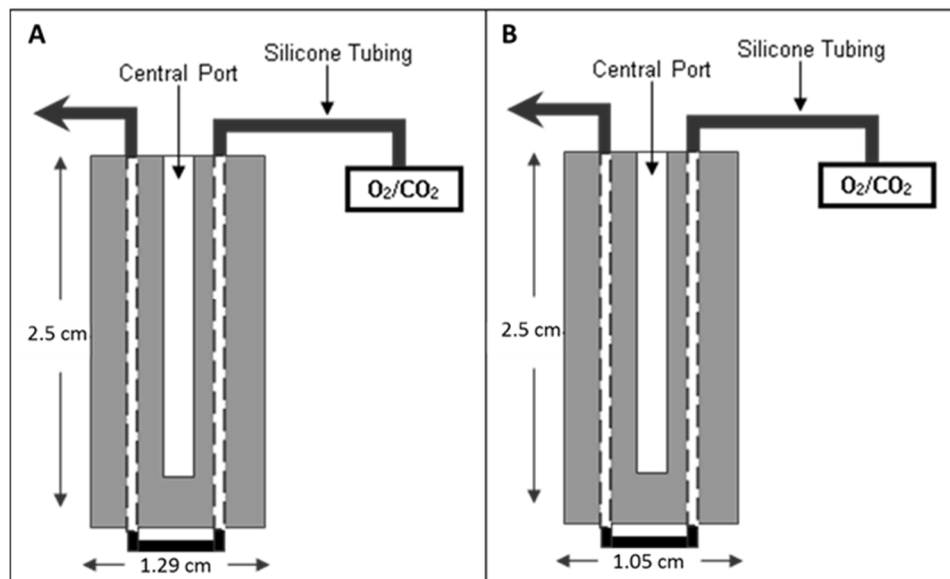 A
Silicone Tubing
Central Port
O₂/CO₂
2.5 cm
1.29 cm
B
Silicone Tubing
Central Port
O₂/CO₂
2.5 cm
1.05 cm